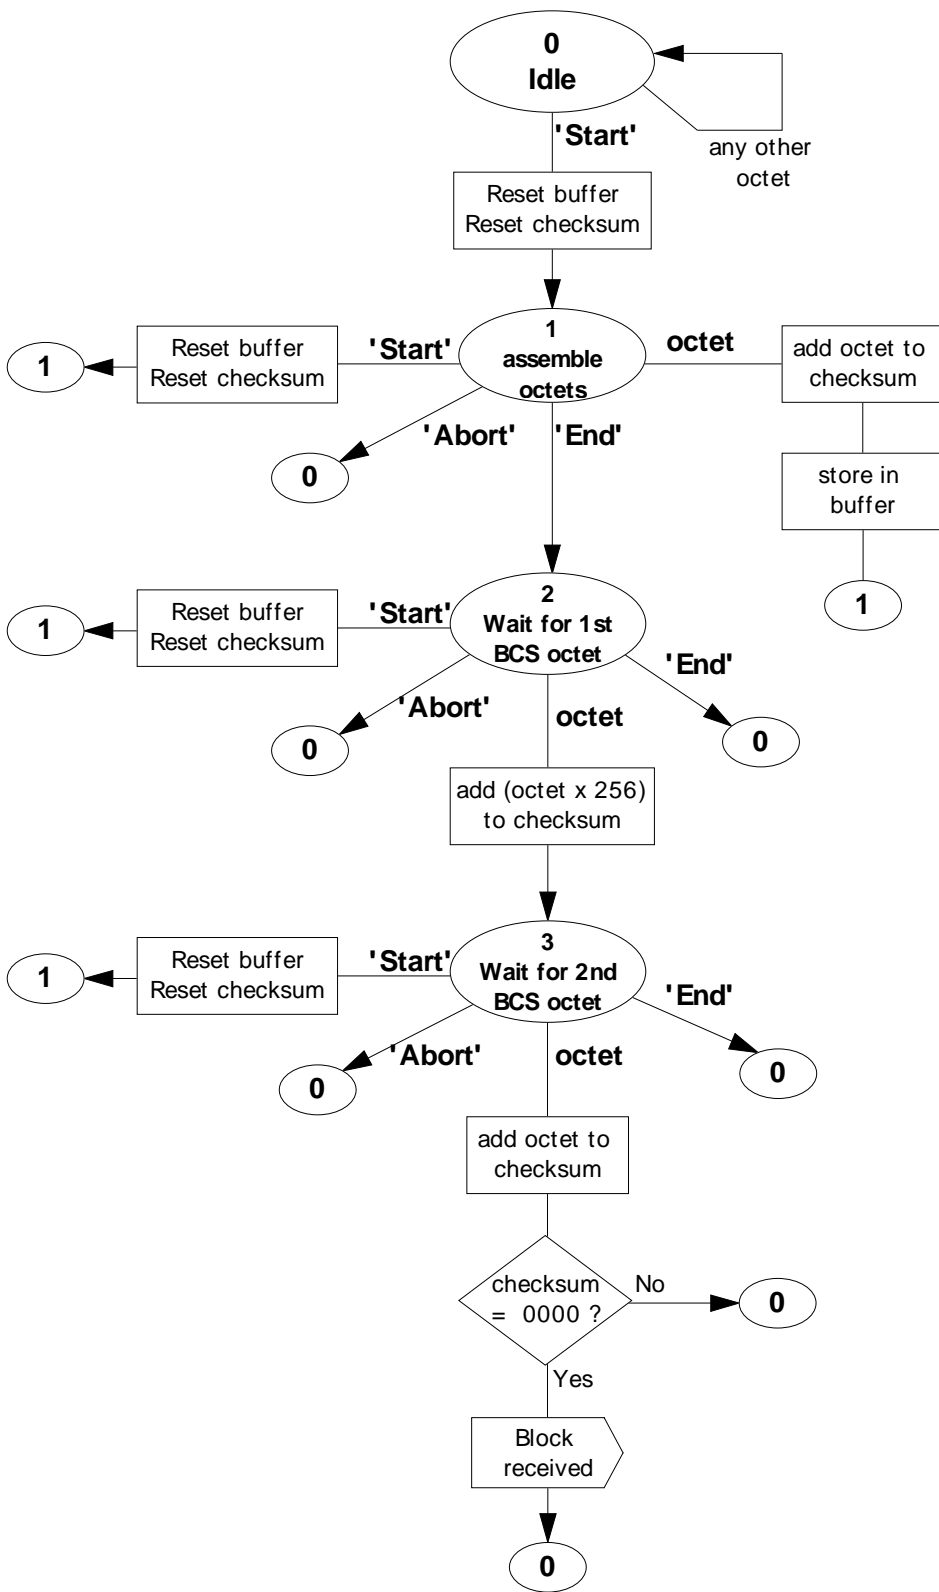 0
Idle
'Start'
any other
octet
Reset buffer
Reset checksum
1
assemble
octets
'Start'
Reset buffer
Reset checksum
1
octet
add octet to
checksum
store in
buffer
1
'Abort'
0
'End'
2
Wait for 1st
BCS octet
'Start'
Reset buffer
Reset checksum
1
'Abort'
0
'End'
0
octet
add (octet x 256)
to checksum
3
Wait for 2nd
BCS octet
'Start'
Reset buffer
Reset checksum
1
'Abort'
0
'End'
0
octet
add octet to
checksum
checksum
= 0000 ?
No
0
Yes
Block
received
0